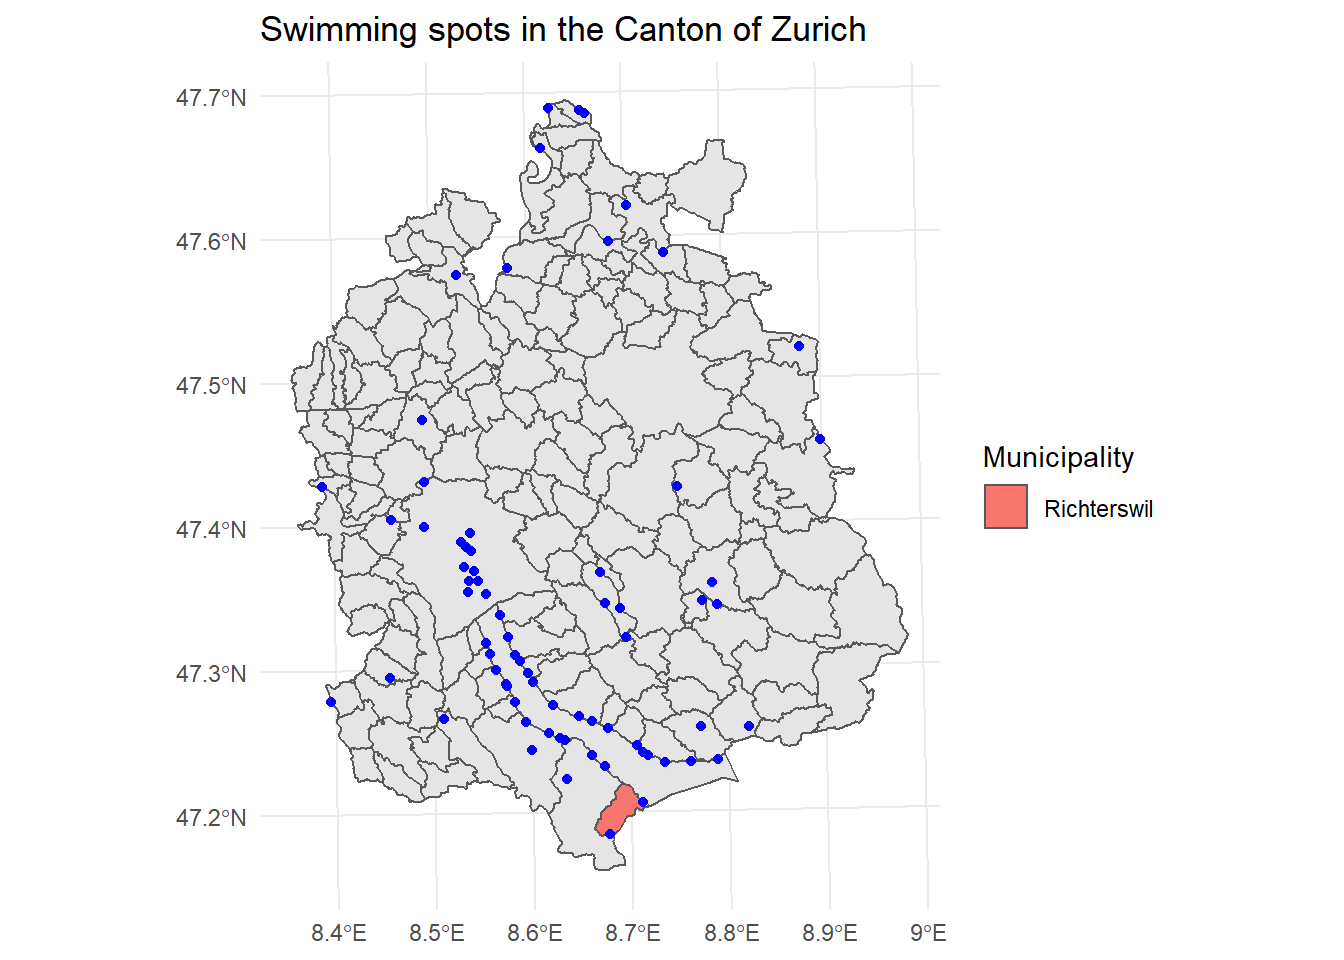 Swimming spots in the Canton of Zurich
47.7°N
47.6°N
47.5°N
47.4°N
47.3°N
47.2°N
8.4°E 8.5°E 8.6°E 8.7°E 8.8°E 8.9°E 9°E
Municipality
Richterswil